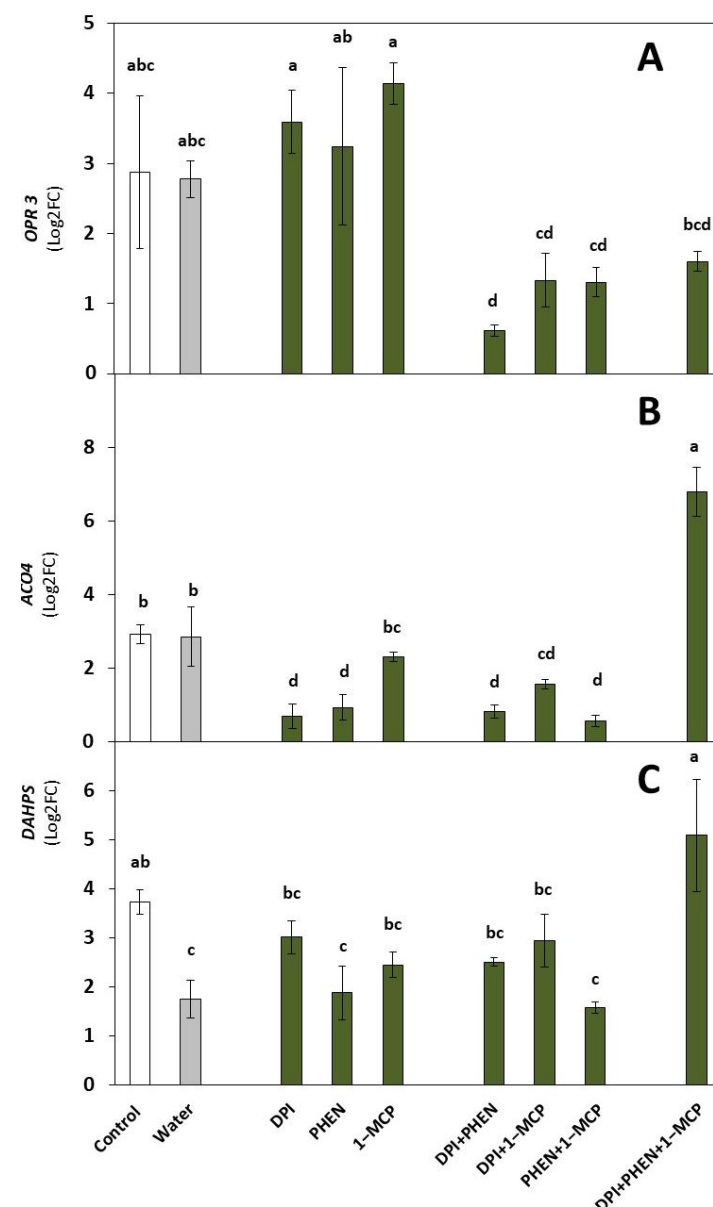 A
OPR 3
(Log2FC)
5
4
3
2
1
0
abc
abc
a
ab
a
d
cd
cd
bcd
B
ACO4
(Log2FC)
8
6
4
2
0
b
b
d
d
bc
d
cd
d
a
C
DAHPS
(Log2FC)
6
5
4
3
2
1
0
ab
c
bc
c
bc
bc
bc
c
a
Control
Water
DPI
PHEN
1–MCP
DPI+PHEN
DPI+1–MCP
PHEN+1–MCP
DPI+PHEN+1–MCP